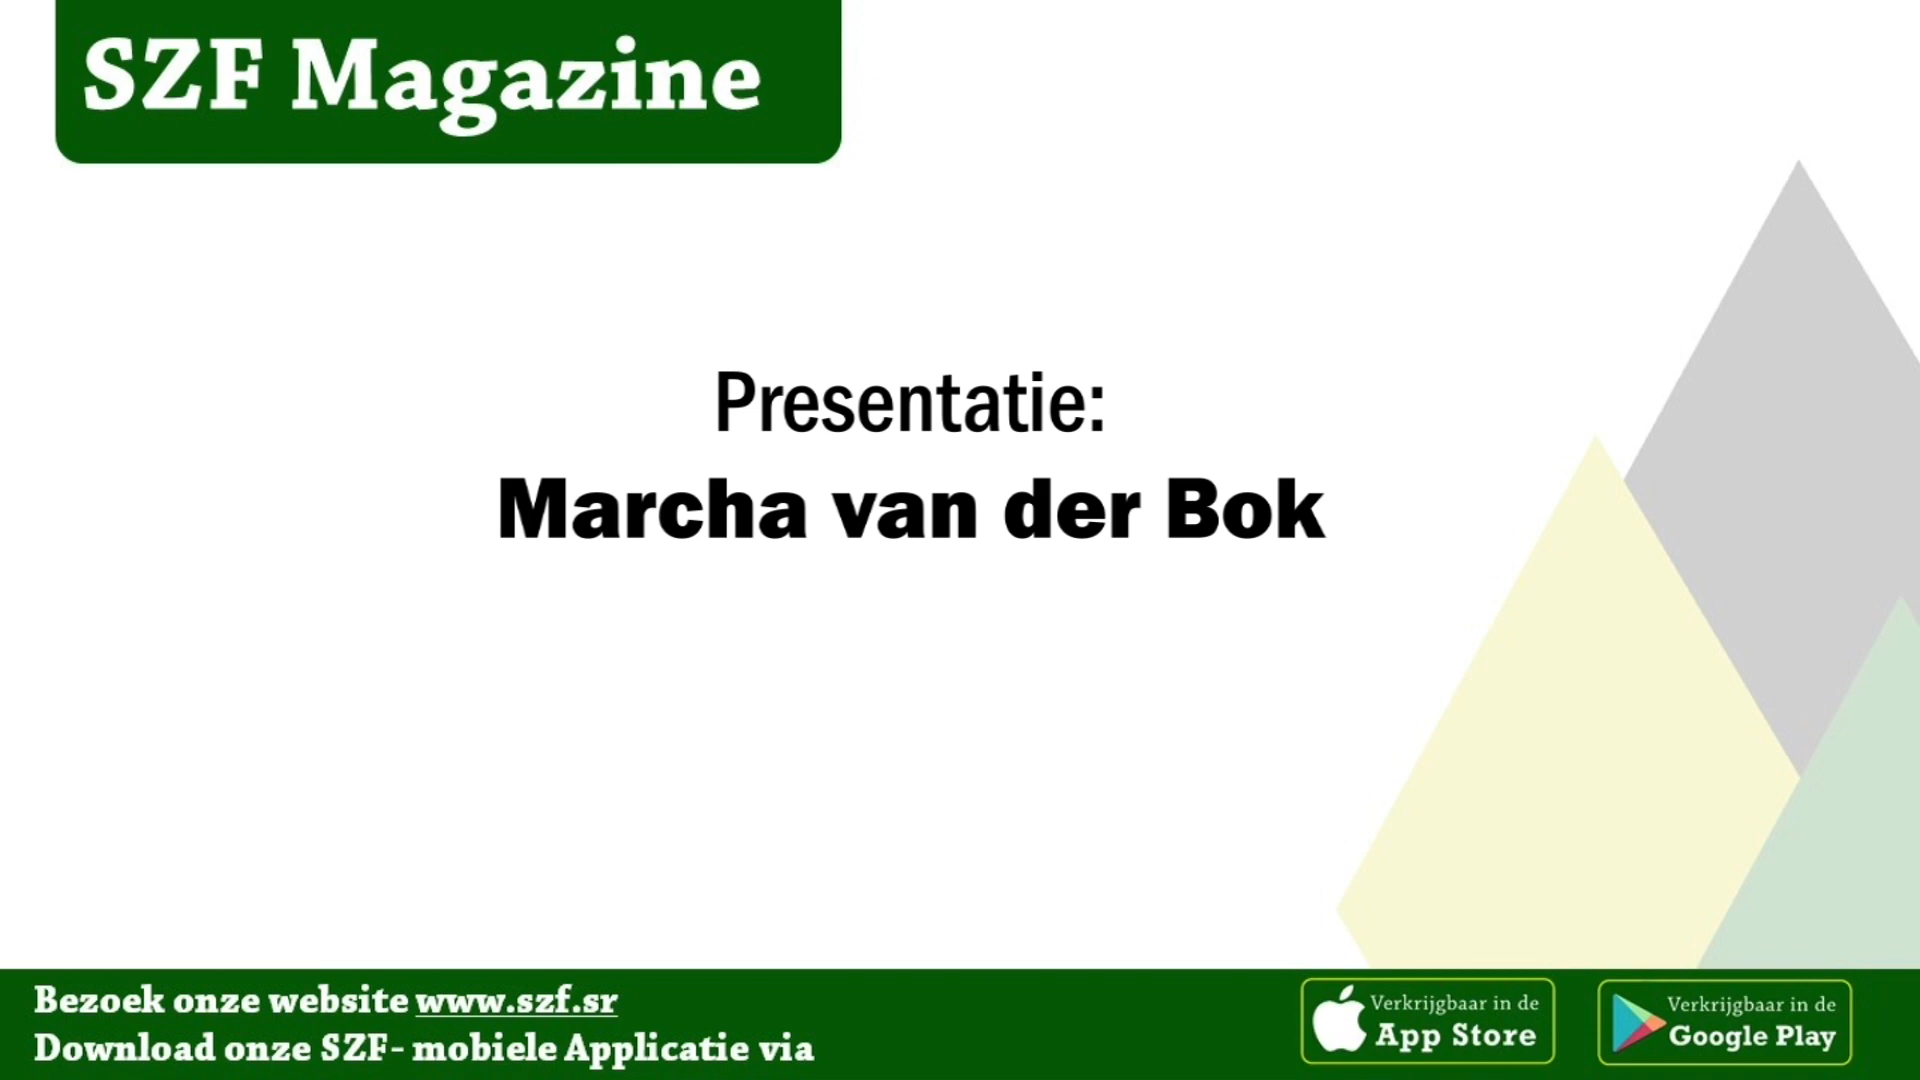 SZF Magazine
Presentatie:
Marcha van der Bok
Bezoek onze website www.szf.sr
Download onze SZF- mobiele Applicatie via
Verkrijgbaar in de
App Store
Verkrijgbaar in de
Google Play